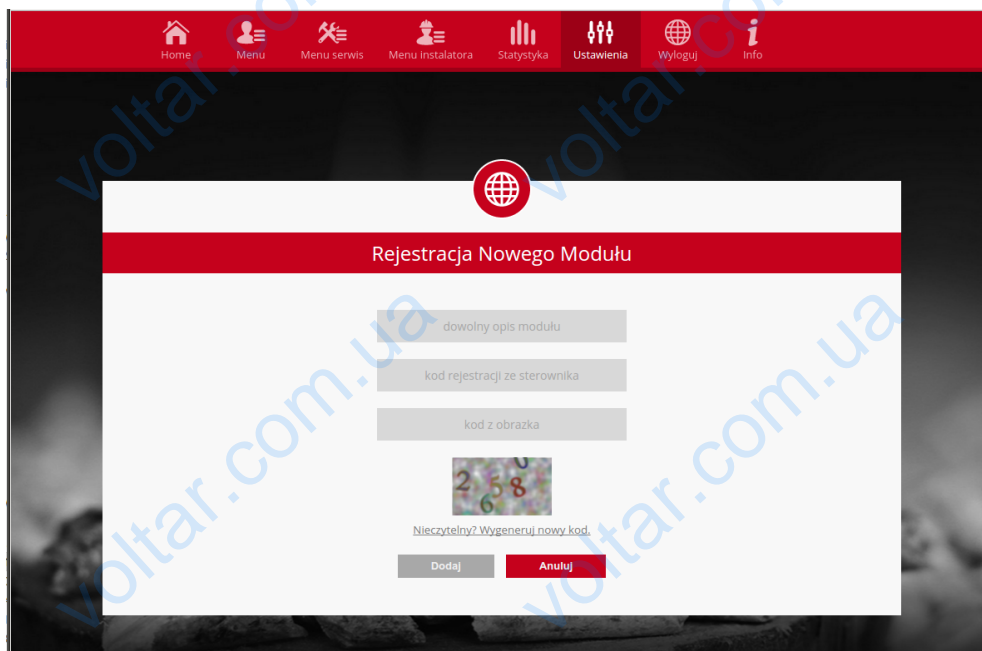 Home Menu Menu serwis Menu instalatora Statystyka Ustawienia Wyloguj Info
Rejestracja Nowego Modułu
dowolny opis modułu
kod rejestracji ze sterownika
kod z obrazka
Nieczytelny? Wygeneruj nowy kod.
Dodaj Anuluj
voltar.com.ua
voltar.com.ua
voltar.com.ua
voltar.com.ua